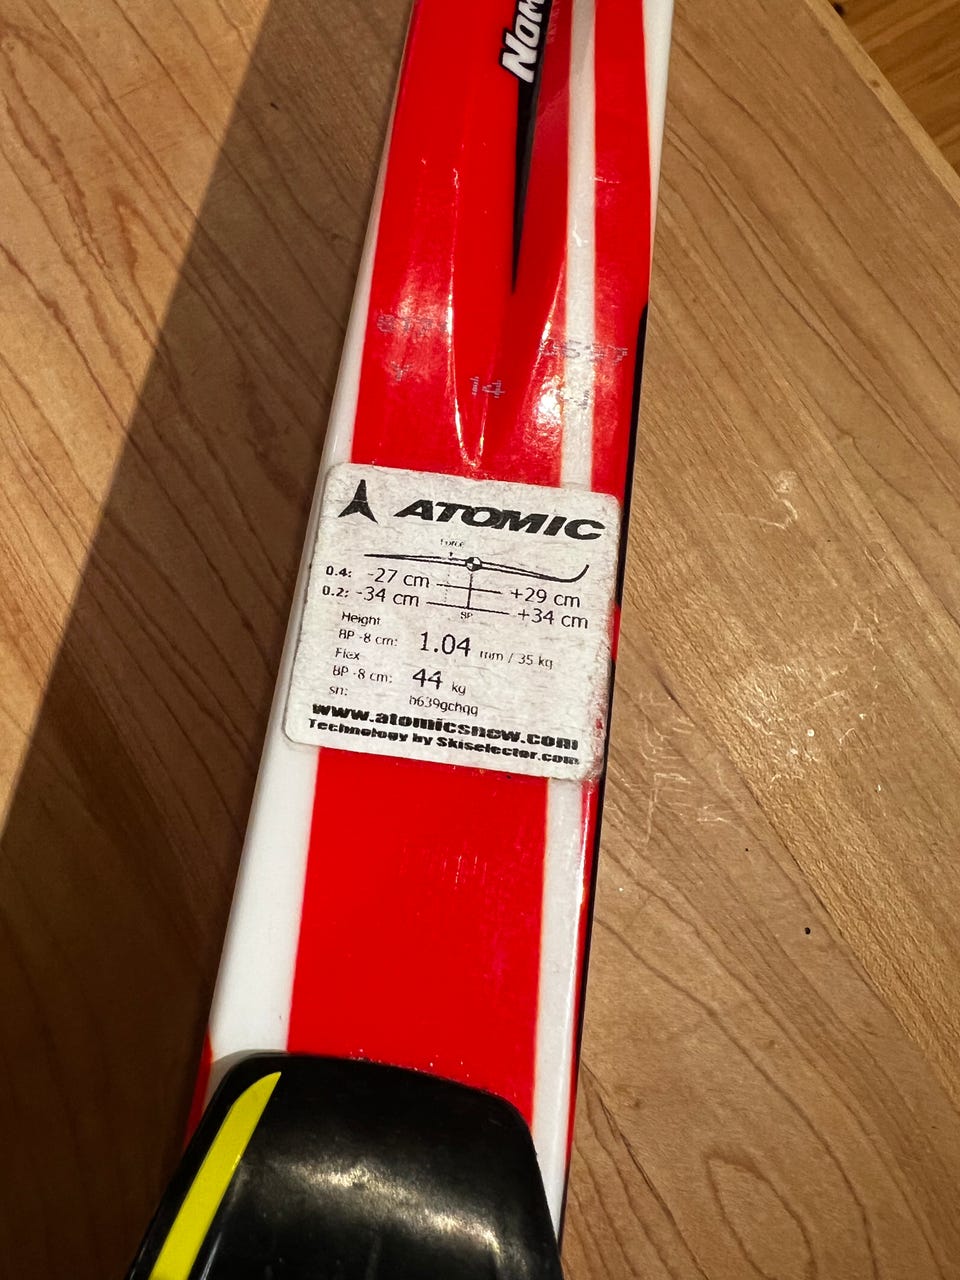 Nom
ATOMIC
Force
0.4: -27 cm +29 cm
0.2: -34 cm +34 cm
BP
Height
BP -8 cm: 1.04 mm / 35 kg
Flex
BP -8 cm: 44 kg
sn: h639gchqq
www.atomicsnow.com
Technology by Skiselector.com